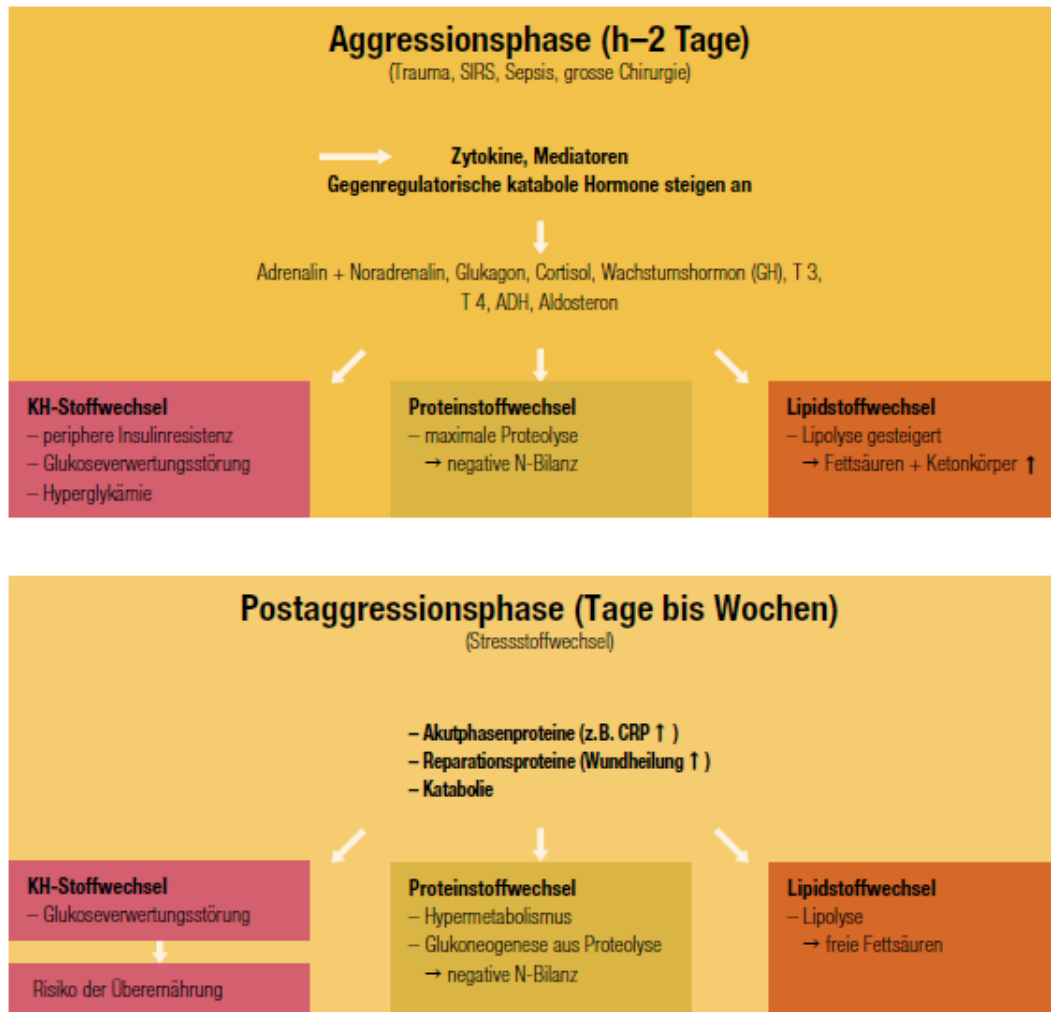 Aggressionsphase (h–2 Tage)
(Trauma, SIRS, Sepsis, grosse Chirurgie)
Zytokine, Mediatoren
Gegenregulatorische katabole Hormone steigen an
Adrenalin + Noradrenalin, Glukagon, Cortisol, Wachstumshormon (GH), T 3,
T 4, ADH, Aldosteron
KH-Stoffwechsel
– periphere Insulinresistenz
– Glukoseverwertungsstörung
– Hyperglykämie
Proteinstoffwechsel
– maximale Proteolyse
→ negative N-Bilanz
Lipidstoffwechsel
– Lipolyse gesteigert
→ Fettsäuren + Ketonkörper ↑
Postaggressionsphase (Tage bis Wochen)
(Stressstoffwechsel)
– Akutphasenproteine (z. B. CRP ↑ )
– Reparationsproteine (Wundheilung ↑ )
– Katabolie
KH-Stoffwechsel
– Glukoseverwertungsstörung
Risiko der Überernährung
Proteinstoffwechsel
– Hypermetabolismus
– Glukoneogenese aus Proteolyse
→ negative N-Bilanz
Lipidstoffwechsel
– Lipolyse
→ freie Fettsäuren